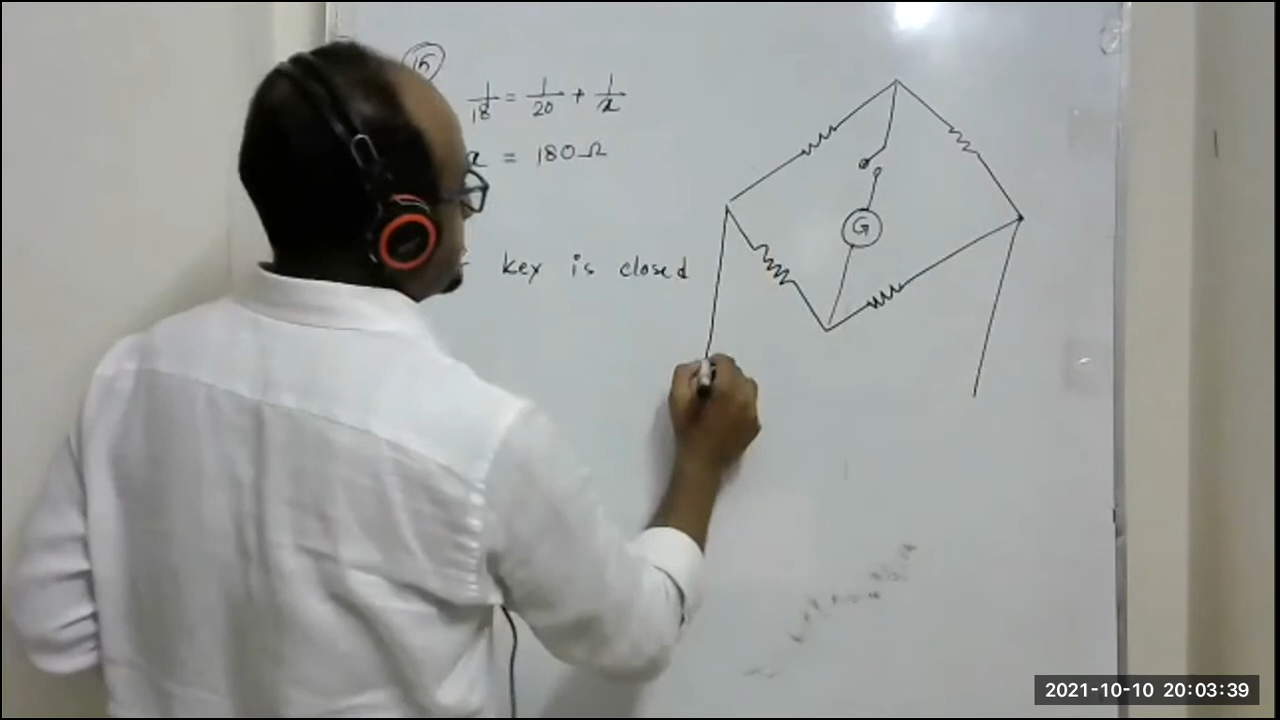 15
1/18 = 1/20 + 1/x
x = 180 Ω
key is closed
G
2021-10-10 20:03:39